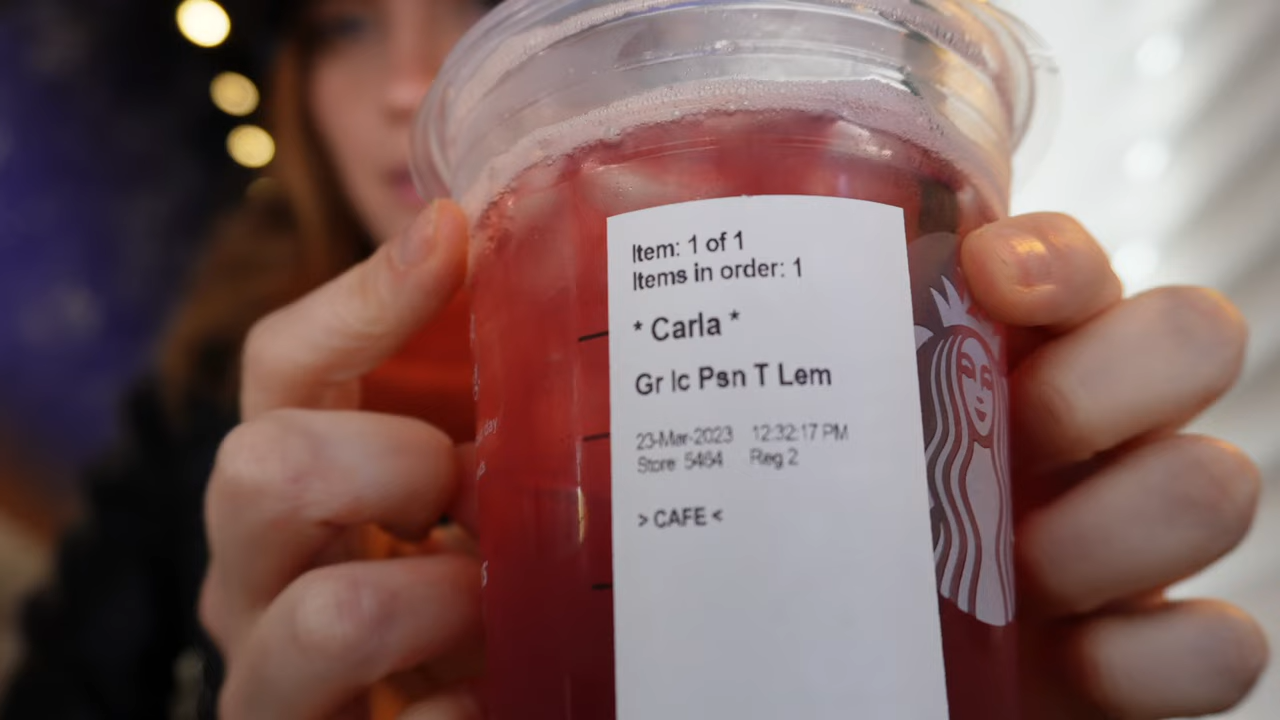 Item: 1 of 1
Items in order: 1
* Carla *
Gr Ic Psn T Lem
23-Mar-2023 12:32:17 PM
Store: 5464 Reg 2
> CAFE <
day